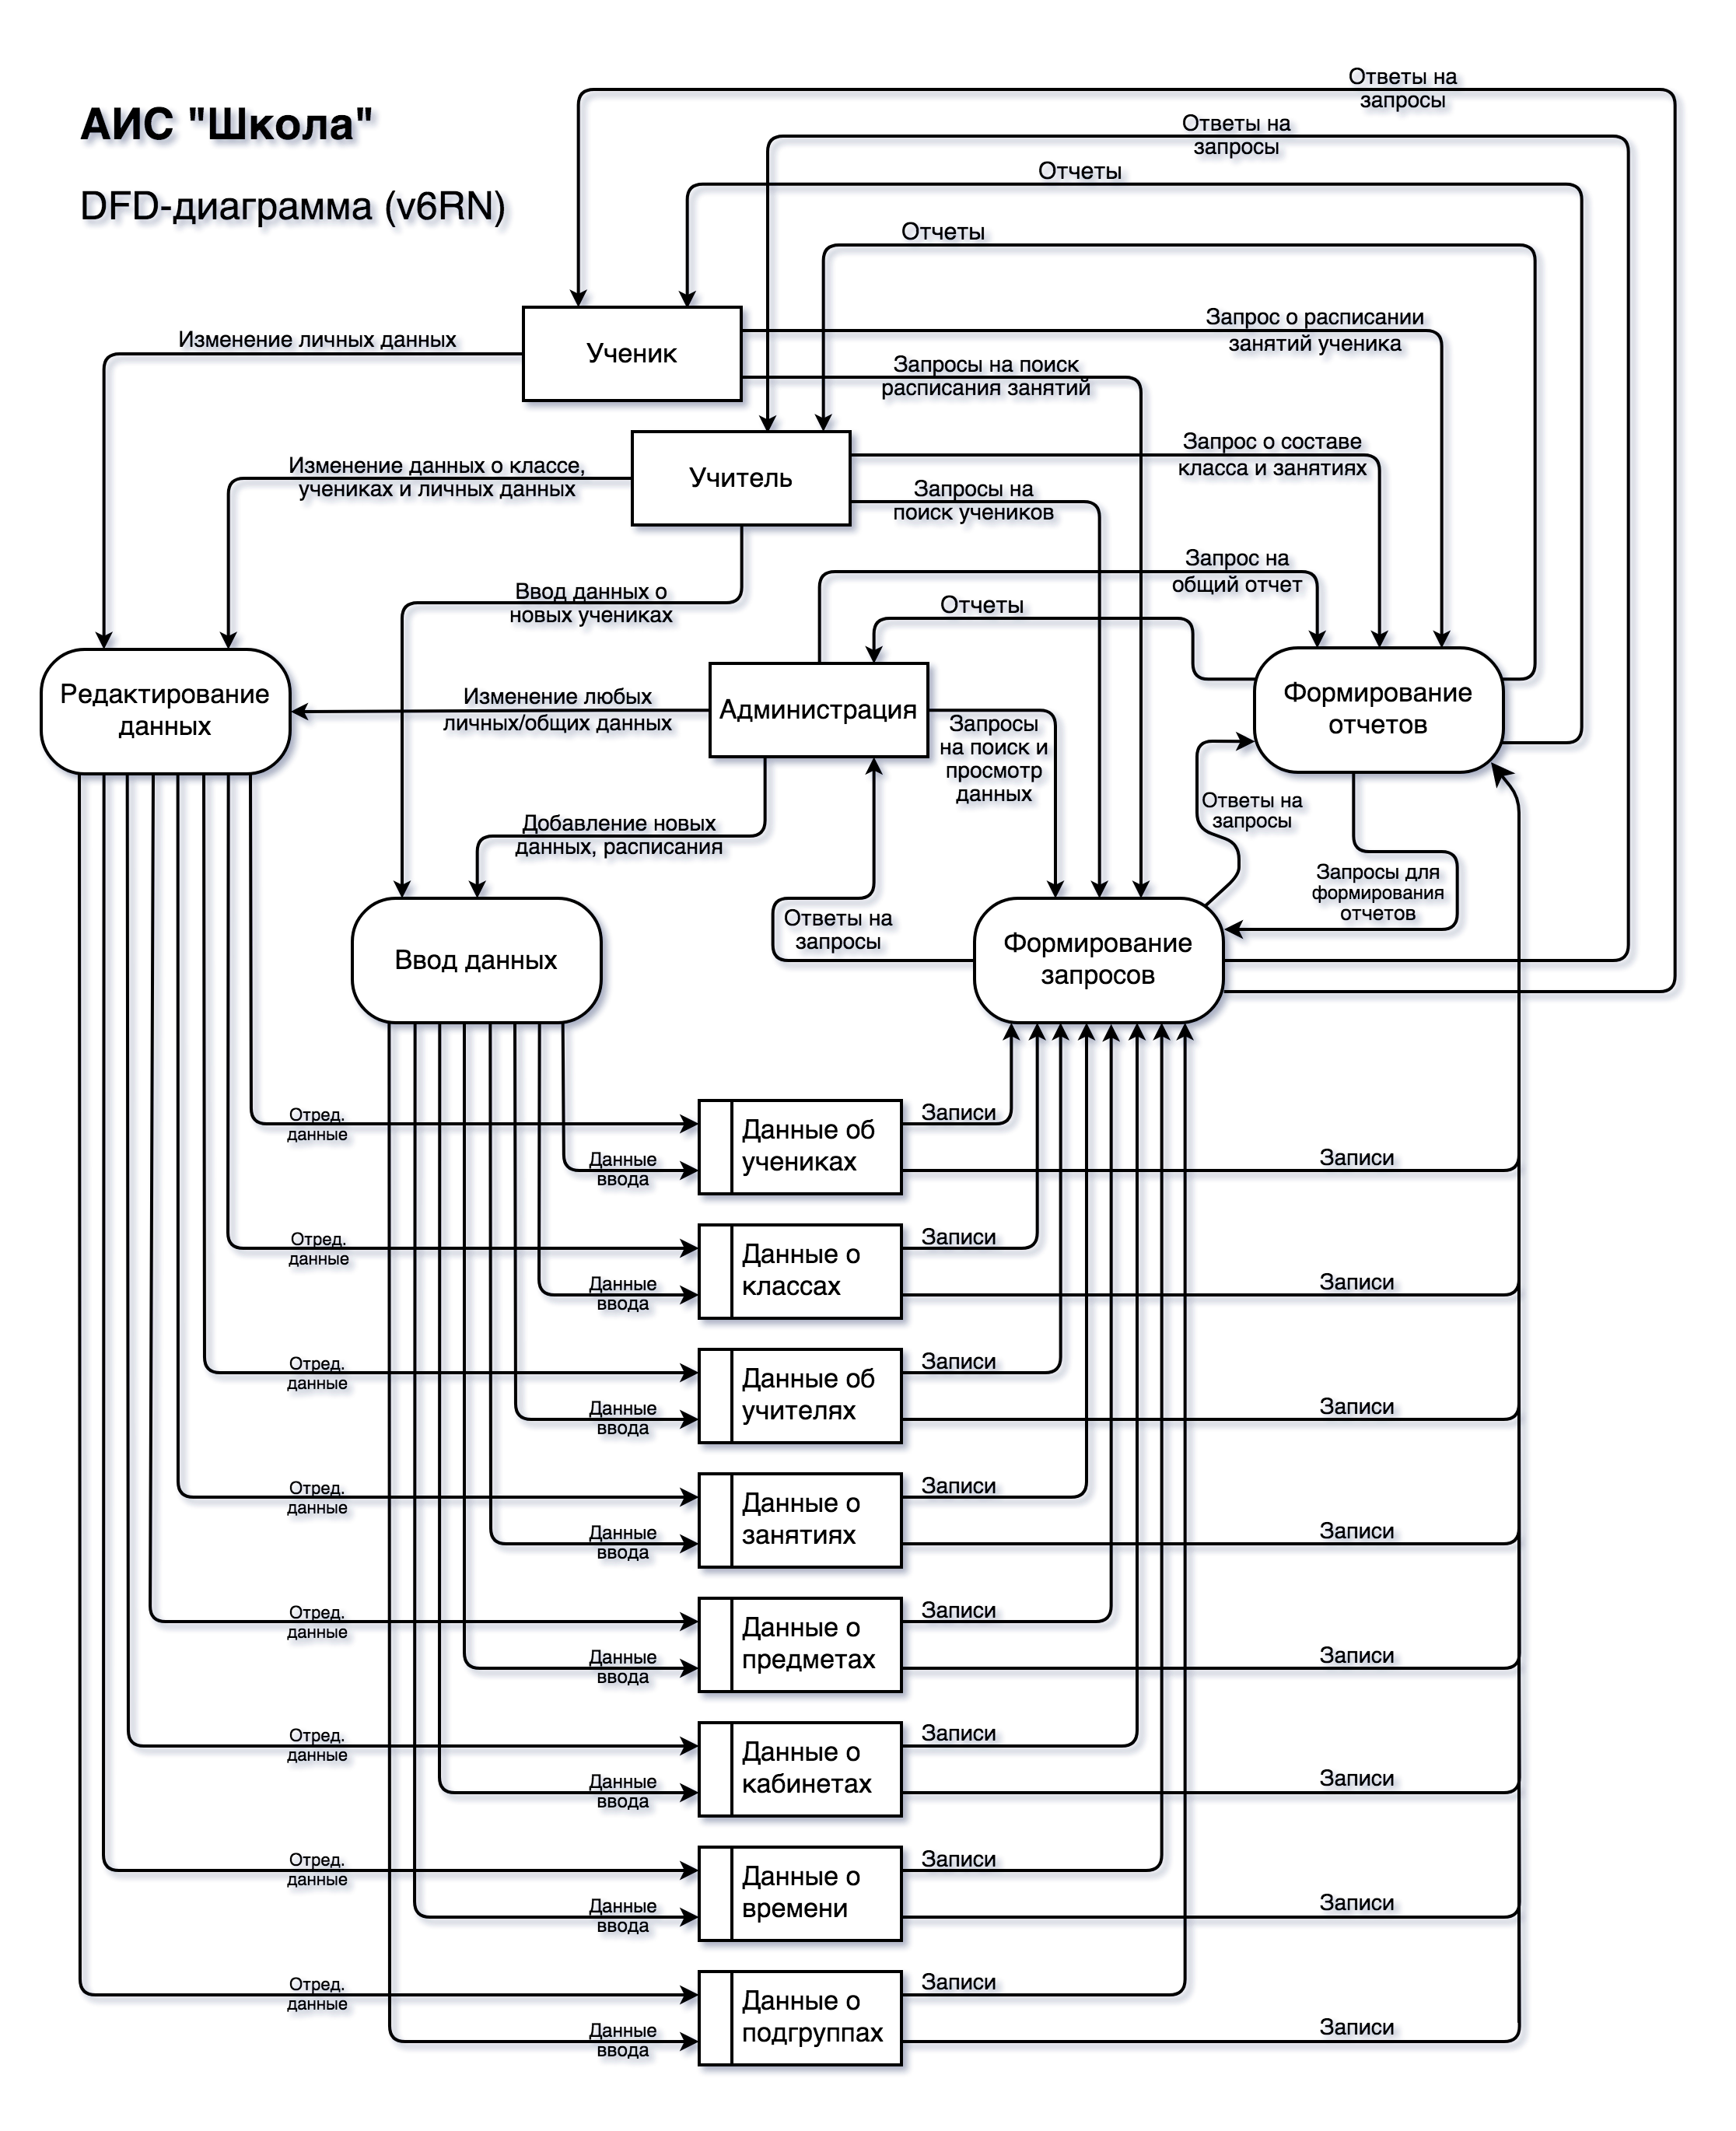 АИС "Школа"
DFD-диаграмма (v6RN)
Ответы на
запросы
Ответы на
запросы
Отчеты
Отчеты
Ученик
Изменение личных данных
Запрос о расписании
занятий ученика
Запросы на поиск
расписания занятий
Учитель
Изменение данных о классе,
учениках и личных данных
Запрос о составе
класса и занятиях
Запросы на
поиск учеников
Ввод данных о
новых учениках
Запрос на
общий отчет
Отчеты
Редактирование
данных
Изменение любых
личных/общих данных
Администрация
Запросы
на поиск и
просмотр
данных
Формирование
отчетов
Добавление новых
данных, расписания
Ответы на
запросы
Запросы для
формирования
отчетов
Ответы на
запросы
Ввод данных
Формирование
запросов
Отред.
данные
Данные
ввода
Данные об
учениках
Записи
Записи
Отред.
данные
Данные
ввода
Данные о
классах
Записи
Записи
Отред.
данные
Данные
ввода
Данные об
учителях
Записи
Записи
Отред.
данные
Данные
ввода
Данные о
занятиях
Записи
Записи
Отред.
данные
Данные
ввода
Данные о
предметах
Записи
Записи
Отред.
данные
Данные
ввода
Данные о
кабинетах
Записи
Записи
Отред.
данные
Данные
ввода
Данные о
времени
Записи
Записи
Отред.
данные
Данные
ввода
Данные о
подгруппах
Записи
Записи